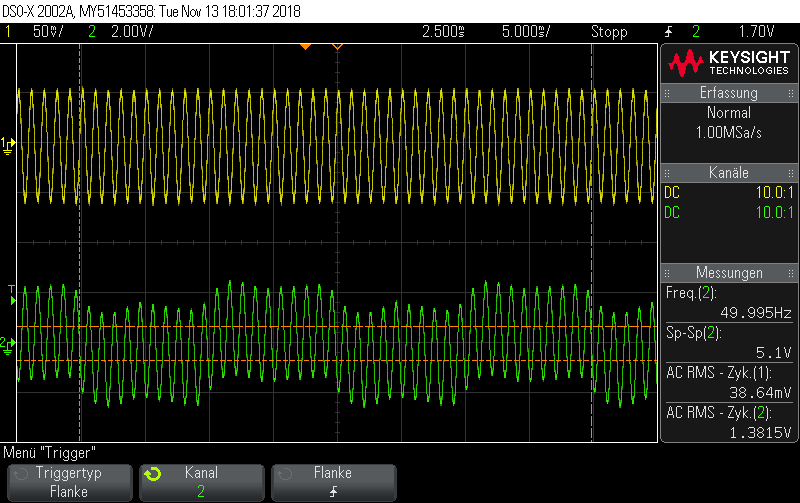 DSO-X 2002A, MY51453358: Tue Nov 13 18:01:37 2018
1 50mV/ 2 2.00V/ 2.500s 5.000s/ Stopp 2 1.70V
KEYSIGHT
TECHNOLOGIES
Erfassung
Normal
1.00MSa/s
Kanäle
DC 10.0:1
DC 10.0:1
Messungen
Freq.(2):
49.995Hz
Sp-Sp(2):
5.1V
AC RMS - Zyk.(1):
38.64mV
AC RMS - Zyk.(2):
1.3815V
1
T
2
Menü "Trigger"
Triggertyp
Flanke
Kanal
2
Flanke